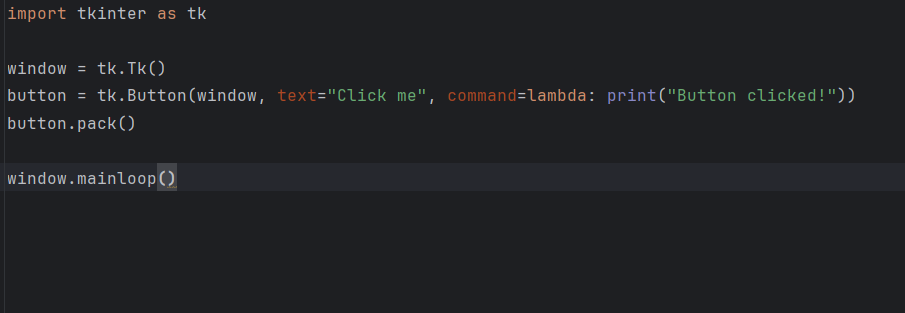 import tkinter as tk
window = tk.Tk()
button = tk.Button(window, text="Click me", command=lambda: print("Button clicked!"))
button.pack()
window.mainloop()